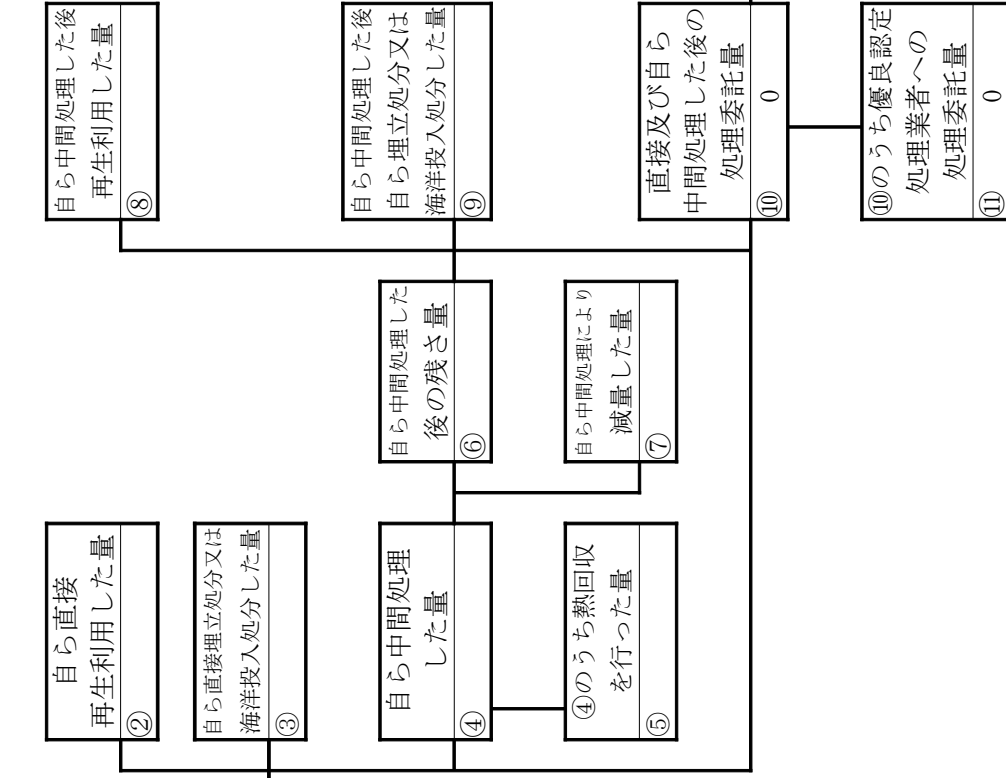 自ら直接
再生利用した量
②
自ら直接埋立処分又は
海洋投入処分した量
③
自ら中間処理
した量
④
④のうち熱回収
を行った量
⑤
自ら中間処理した
後の残さ量
⑥
自ら中間処理により
減量した量
⑦
自ら中間処理した後
再生利用した量
⑧
自ら中間処理した後
自ら埋立処分又は
海洋投入処分した量
⑨
直接及び自ら
中間処理した後の
処理委託量
⑩ 0
⑩のうち優良認定
処理業者への
処理委託量
⑪ 0